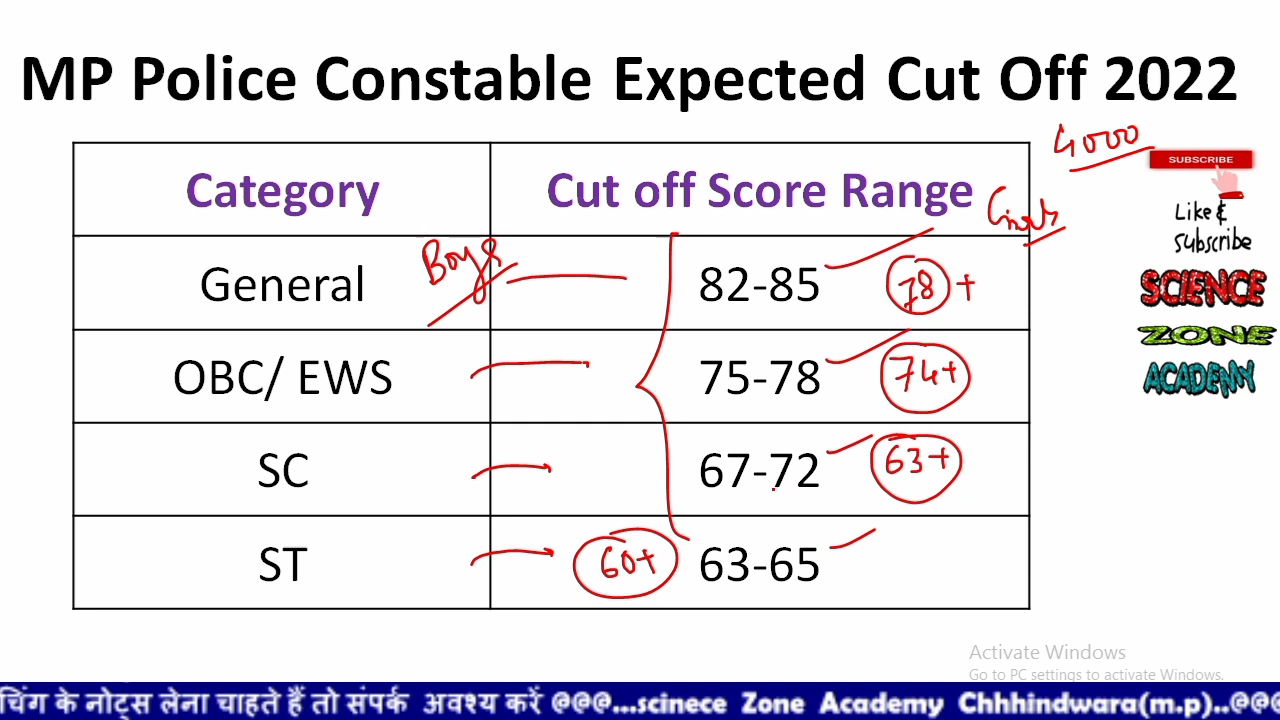 MP Police Constable Expected Cut Off 2022
4000
SUBSCRIBE
Category Cut off Score Range
Girls
Like &
Subscribe
Boys
General 82-85 78+
SCIENCE
ZONE
ACADEMY
OBC/ EWS 75-78 74+
SC 67-72 63+
ST 60+ 63-65
Activate Windows
Go to PC settings to activate Windows.
चिंग के नोट्स लेना चाहते हैं तो संपर्क अवश्य करें @@@...scinece Zone Academy Chhhindwara(m.p)..@@@